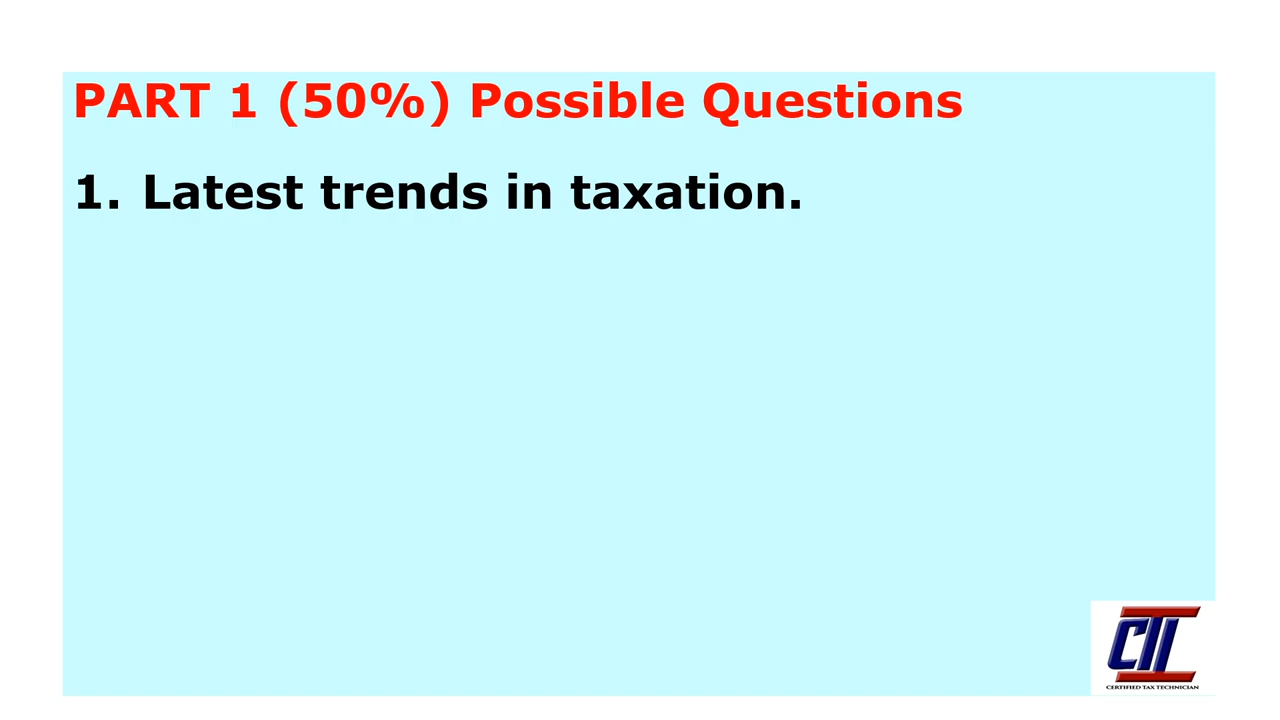 PART 1 (50%) Possible Questions
1. Latest trends in taxation.
CTT
CERTIFIED TAX TECHNICIAN